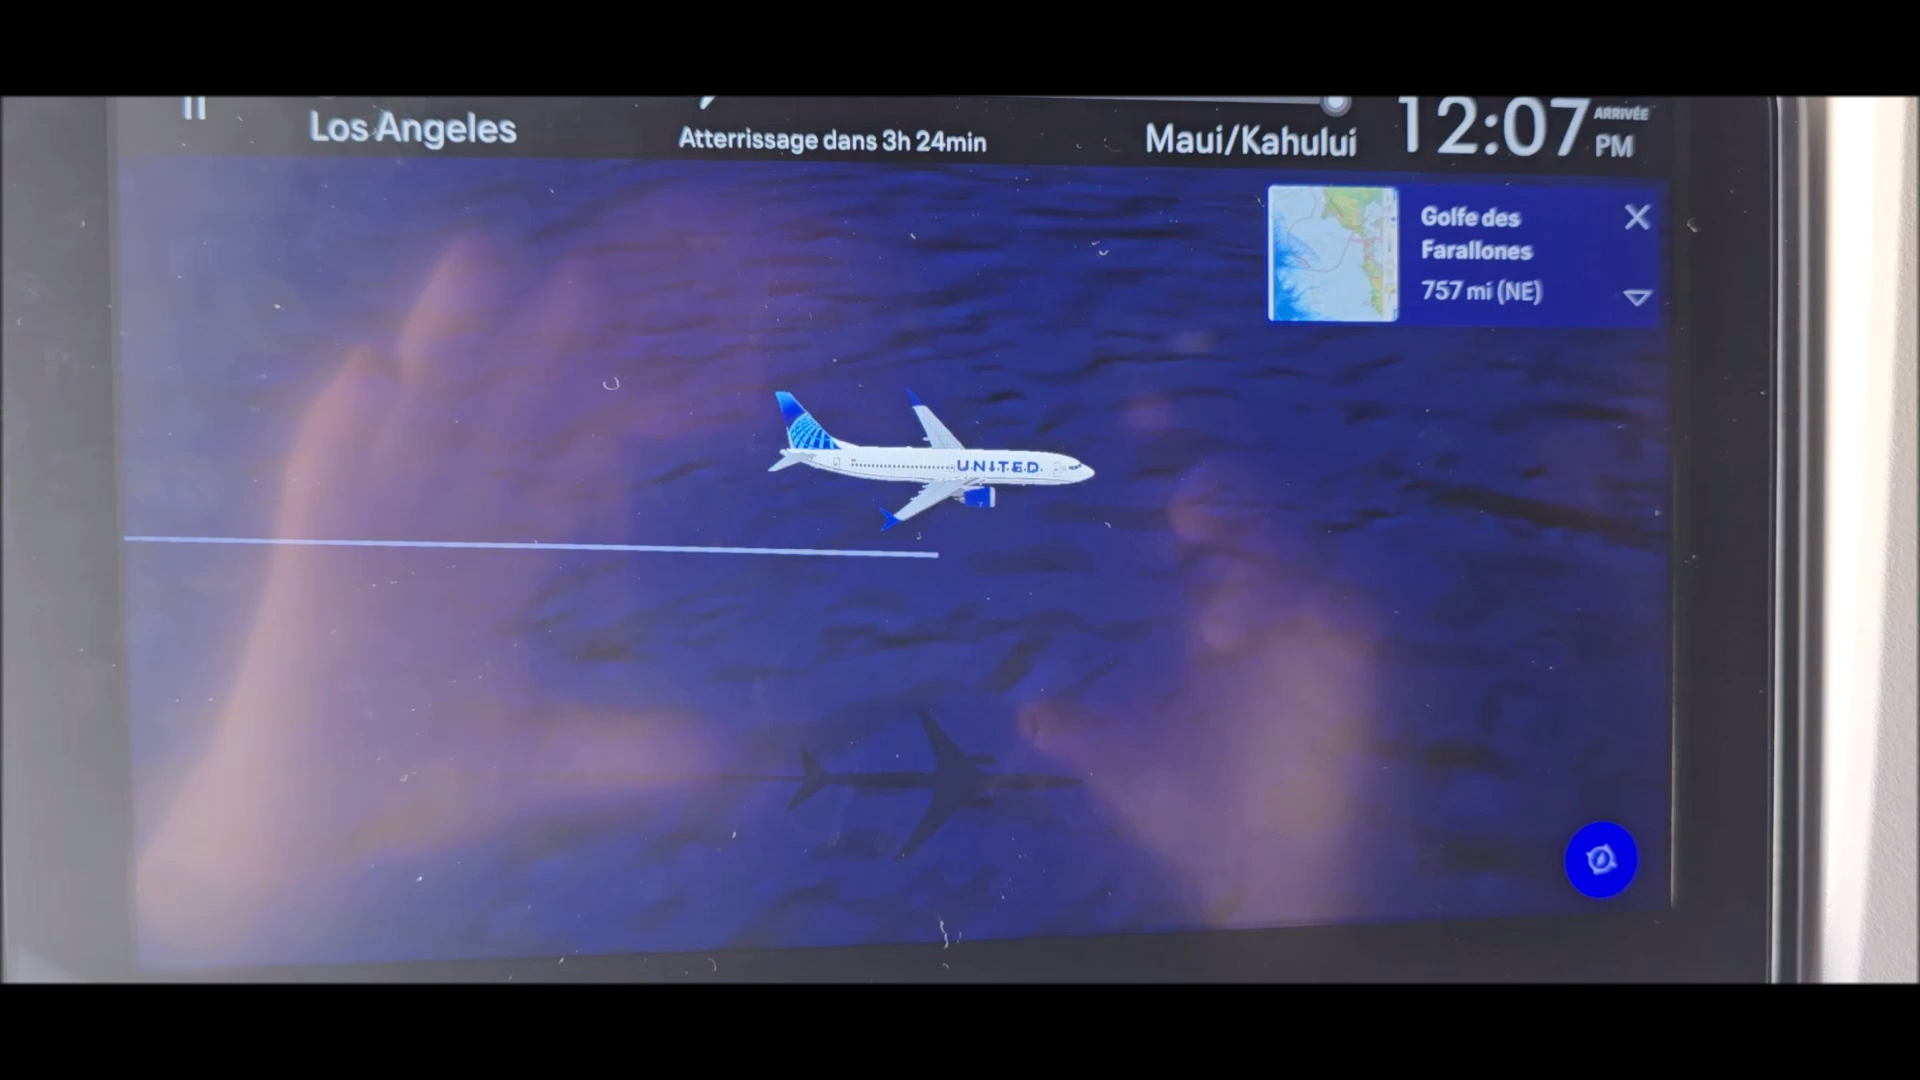 Los Angeles
Atterrissage dans 3h 24min
Maui/Kahului
12:07
ARRIVÉE
PM
Golfe des
Farallones
757 mi (NE)
UNITED